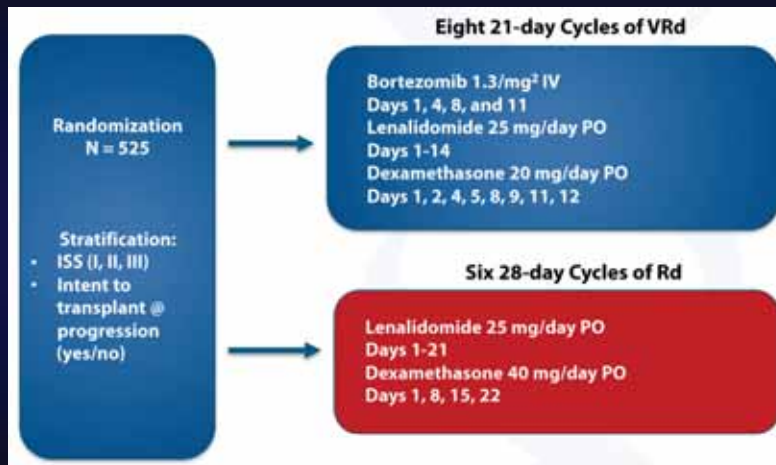 Randomization
N = 525
Stratification:
• ISS (I, II, III)
• Intent to
transplant @
progression
(yes/no)
Eight 21-day Cycles of VRd
Bortezomib 1.3/mg² IV
Days 1, 4, 8, and 11
Lenalidomide 25 mg/day PO
Days 1-14
Dexamethasone 20 mg/day PO
Days 1, 2, 4, 5, 8, 9, 11, 12
Six 28-day Cycles of Rd
Lenalidomide 25 mg/day PO
Days 1-21
Dexamethasone 40 mg/day PO
Days 1, 8, 15, 22